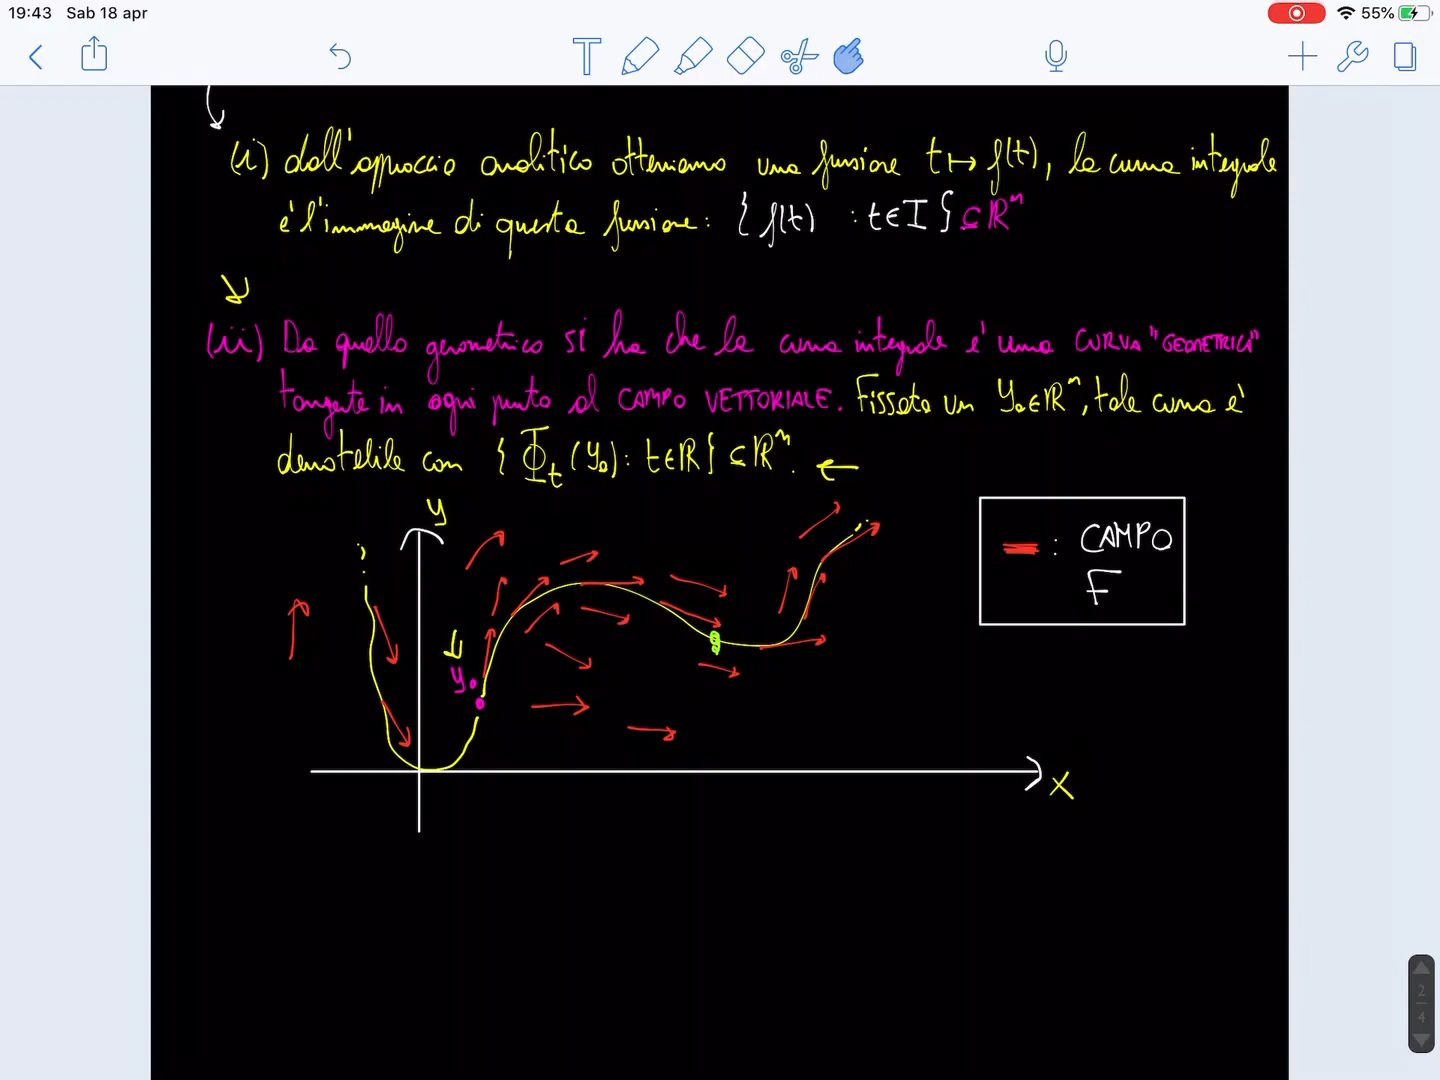 19:43 Sab 18 apr 55%
(i) dall'approccio analitico otteniamo una funzione t ↦ f(t), la curva integrale
é l'immagine di questa funzione: { f(t) : t ∈ I } ⊆ ℝⁿ
(ii) Da quello geometrico si ha che la curva integrale é una CURVA "GEOMETRICA"
tangente in ogni punto al CAMPO VETTORIALE. Fissato un y₀ ∈ ℝⁿ, tale curva é
denotabile con { Φₜ(y₀) : t ∈ ℝ } ⊆ ℝⁿ. ←
y
: CAMPO
F
y₀
x
2
4